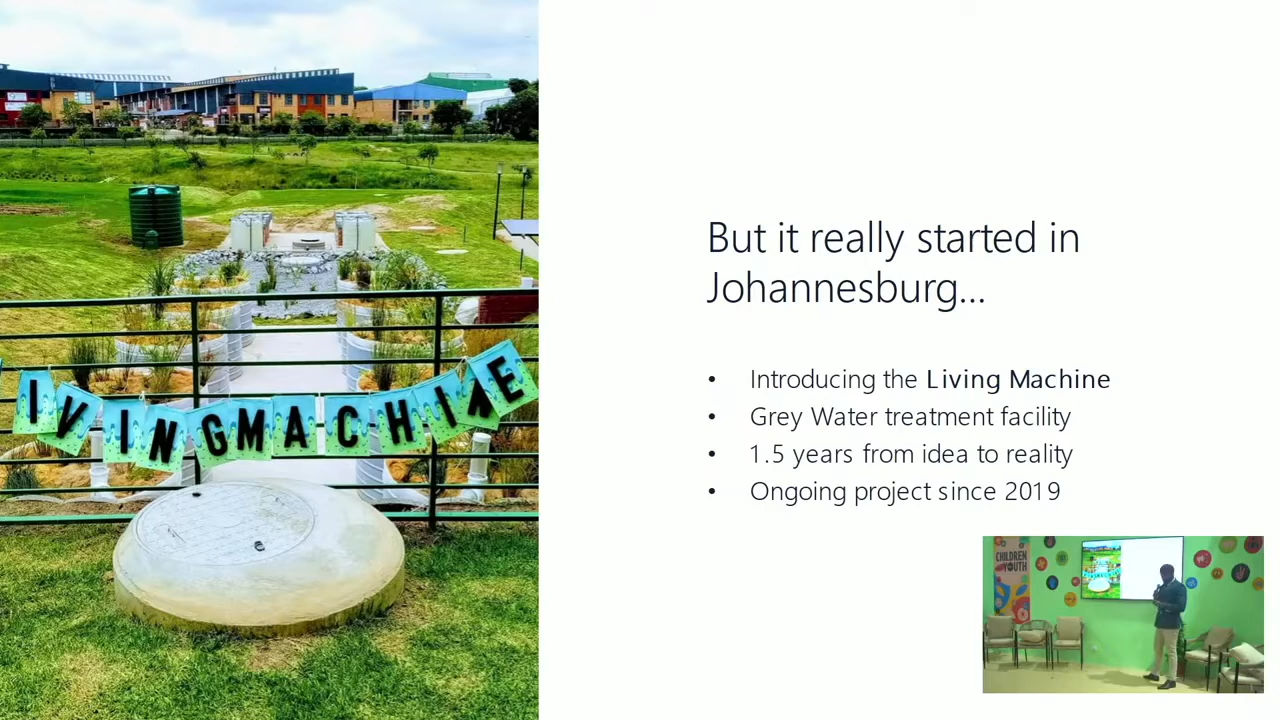 IVINGMACHINE
But it really started in
Johannesburg...
• Introducing the Living Machine
• Grey Water treatment facility
• 1.5 years from idea to reality
• Ongoing project since 2019
CHILDREN
YOUTH